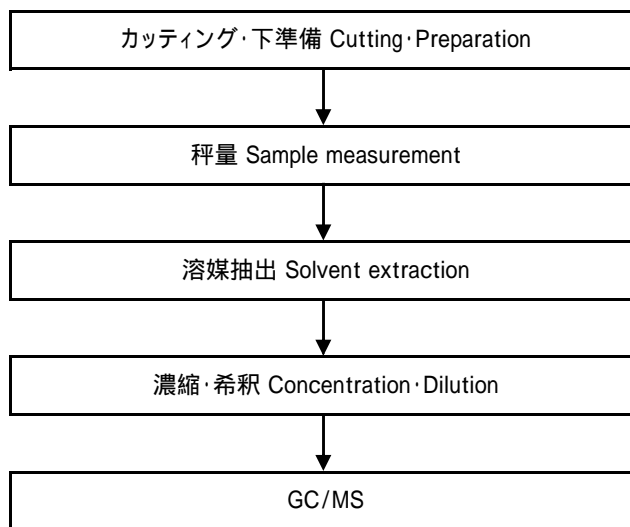 カッティング・下準備 Cutting・Preparation
秤量 Sample measurement
溶媒抽出 Solvent extraction
濃縮・希釈 Concentration・Dilution
GC/MS